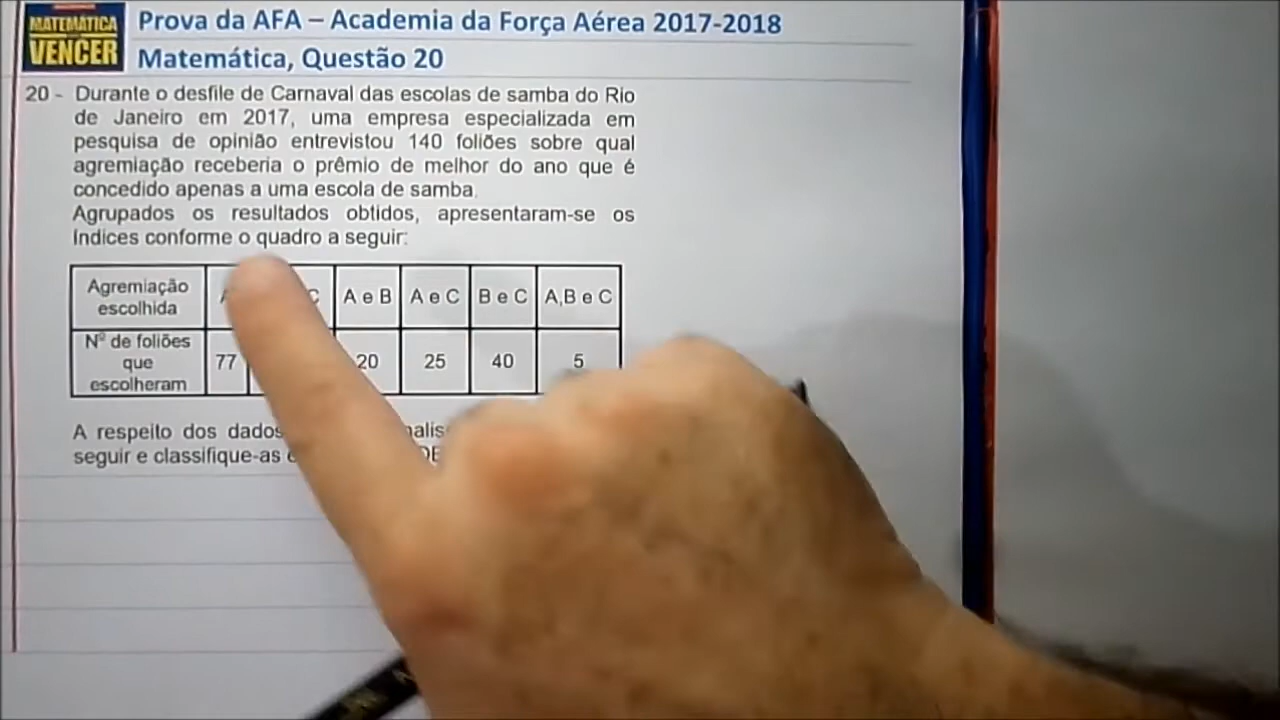 MATEMÁTICA
VENCER
Prova da AFA – Academia da Força Aérea 2017-2018
Matemática, Questão 20
20 - Durante o desfile de Carnaval das escolas de samba do Rio
de Janeiro em 2017, uma empresa especializada em
pesquisa de opinião entrevistou 140 foliões sobre qual
agremiação receberia o prêmio de melhor do ano que é
concedido apenas a uma escola de samba.
Agrupados os resultados obtidos, apresentaram-se os
índices conforme o quadro a seguir:
Agremiação escolhida A C A e B A e C B e C A,B e C
Nº de foliões que escolheram 77 20 25 40 5
A respeito dos dados
seguir e classifique-as